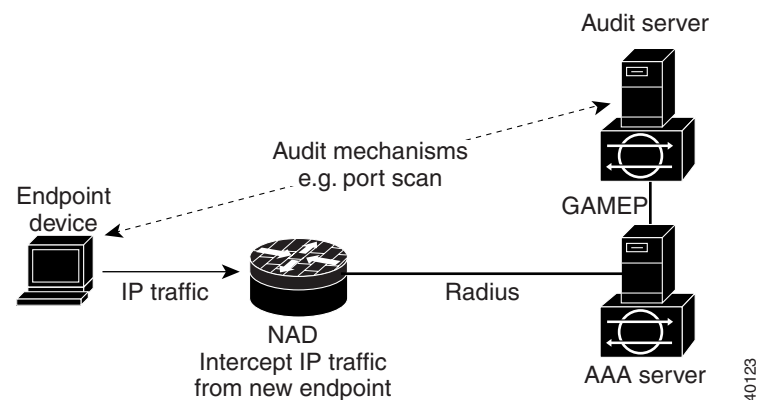 Audit server
Audit mechanisms
e.g. port scan
Endpoint
device
GAMEP
IP traffic
Radius
NAD
Intercept IP traffic
from new endpoint
AAA server
40123